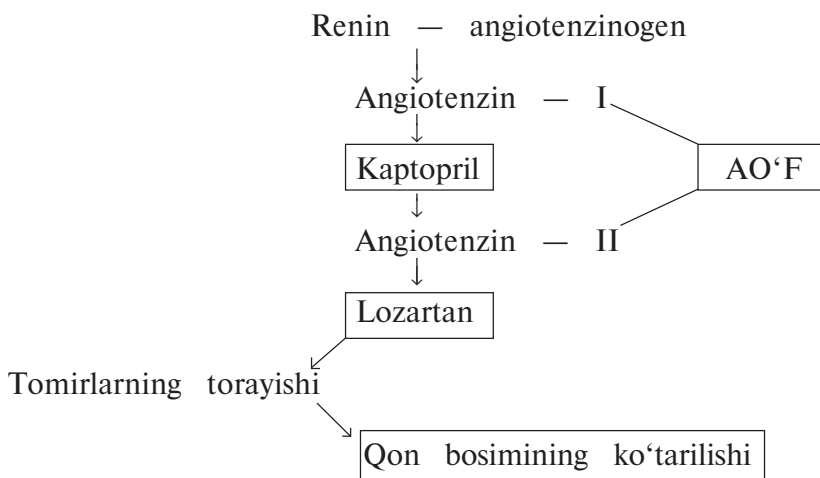 Renin — angiotenzinogen
Angiotenzin — I
Kaptopril
AO‘F
Angiotenzin — II
Lozartan
Tomirlarning torayishi
Qon bosimining ko‘tarilishi